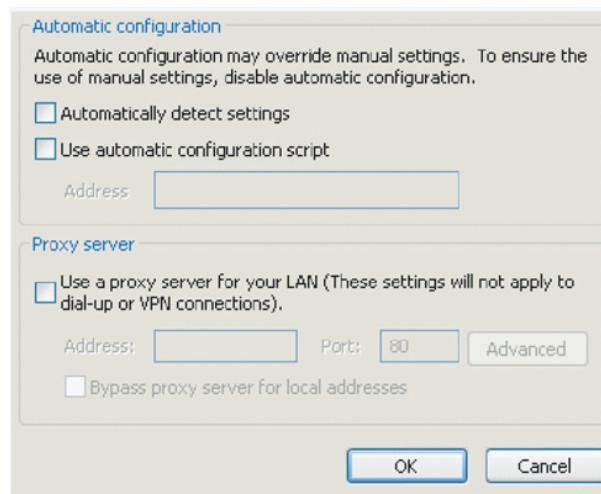 Automatic configuration
Automatic configuration may override manual settings. To ensure the
use of manual settings, disable automatic configuration.
Automatically detect settings
Use automatic configuration script
Address
Proxy server
Use a proxy server for your LAN (These settings will not apply to
dial-up or VPN connections).
Address: Port: 80 Advanced
Bypass proxy server for local addresses
OK Cancel